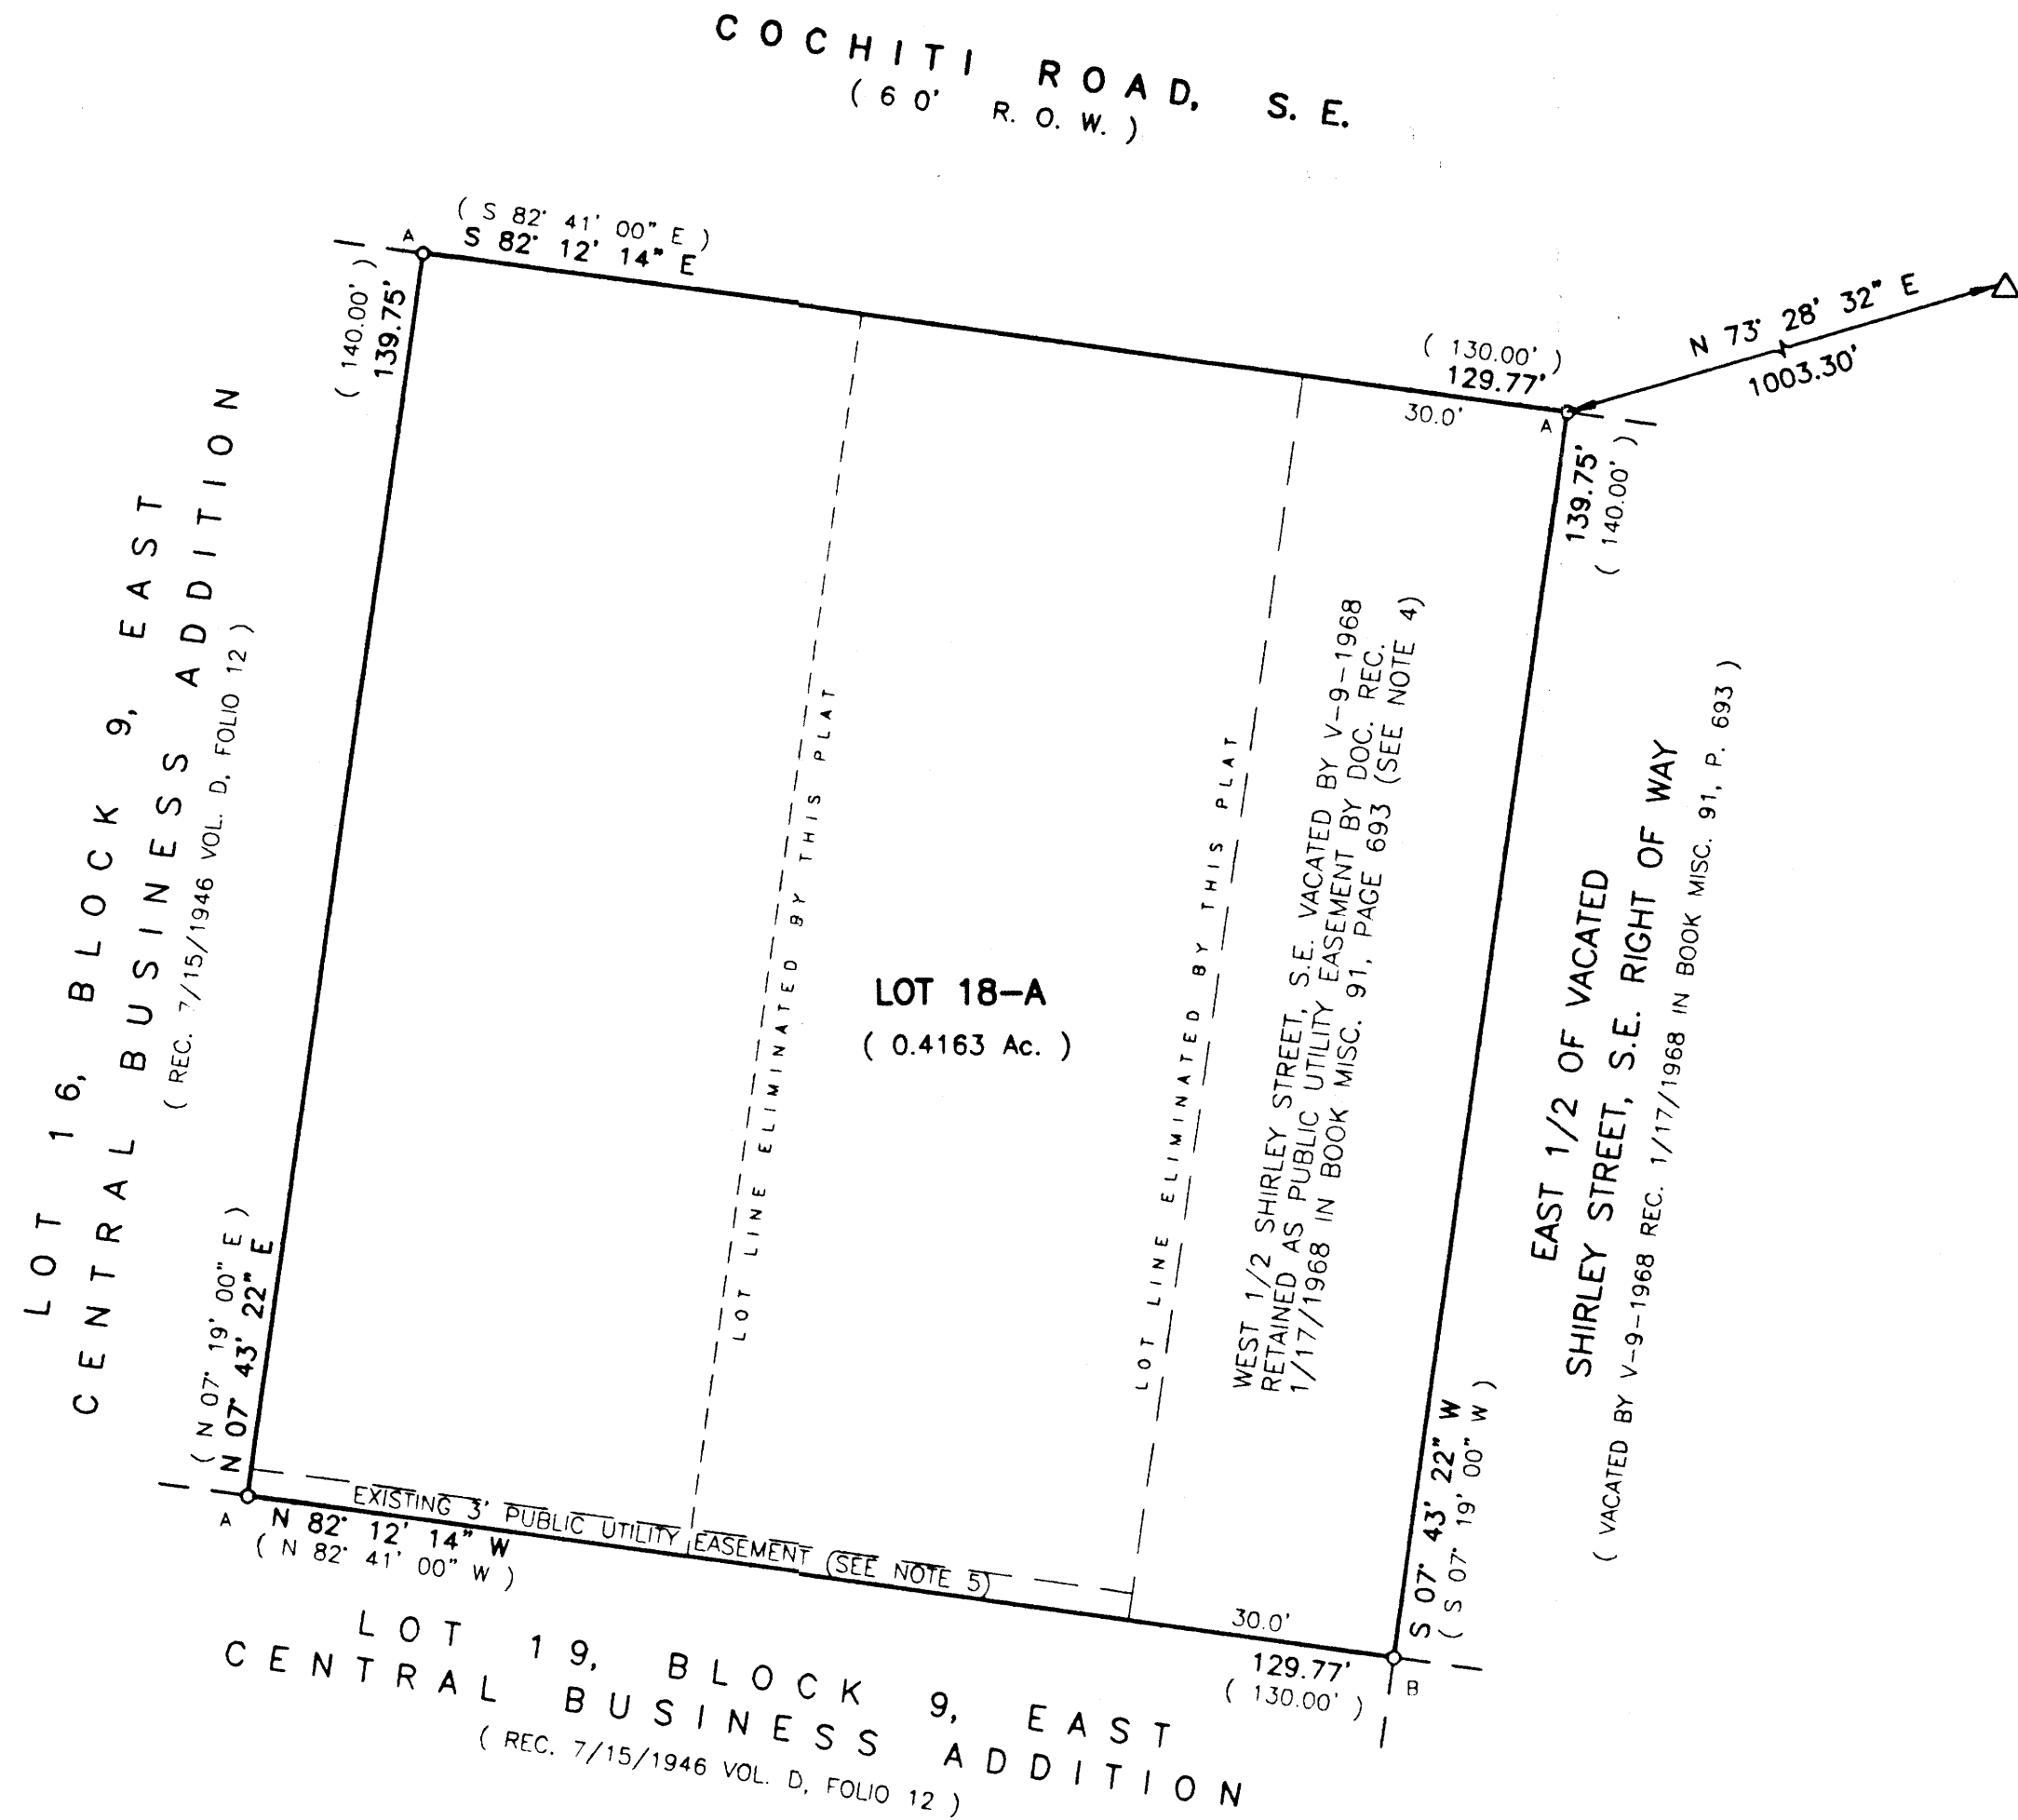 COCHITI ROAD, S.E.
( 60' R.O.W. )
( S 82° 41' 00" E )
S 82° 12' 14" E
A
( 140.00' )
139.75'
( 130.00' )
129.77'
30.0'
A
N 73° 28' 32" E
1003.30'
139.75'
( 140.00' )
LOT 16, BLOCK 9, EAST
CENTRAL BUSINESS ADDITION
( REC. 7/15/1946 VOL. D, FOLIO 12 )
LOT LINE ELIMINATED BY THIS PLAT
LOT 18-A
( 0.4163 Ac. )
LOT LINE ELIMINATED BY THIS PLAT
WEST 1/2 SHIRLEY STREET, S.E. VACATED BY V-9-1968
RETAINED AS PUBLIC UTILITY EASEMENT BY DOC. REC.
1/17/1968 IN BOOK MISC. 91, PAGE 693 (SEE NOTE 4)
EAST 1/2 OF VACATED
SHIRLEY STREET, S.E. RIGHT OF WAY
( VACATED BY V-9-1968 REC. 1/17/1968 IN BOOK MISC. 91, P. 693 )
( N 07° 19' 00" E )
N 07° 43' 22" E
S 07° 43' 22" W
( S 07° 19' 00" W )
EXISTING 3' PUBLIC UTILITY EASEMENT (SEE NOTE 5)
A
N 82° 12' 14" W
( N 82° 41' 00" W )
30.0'
129.77'
( 130.00' )
B
LOT 19, BLOCK 9, EAST
CENTRAL BUSINESS ADDITION
( REC. 7/15/1946 VOL. D, FOLIO 12 )